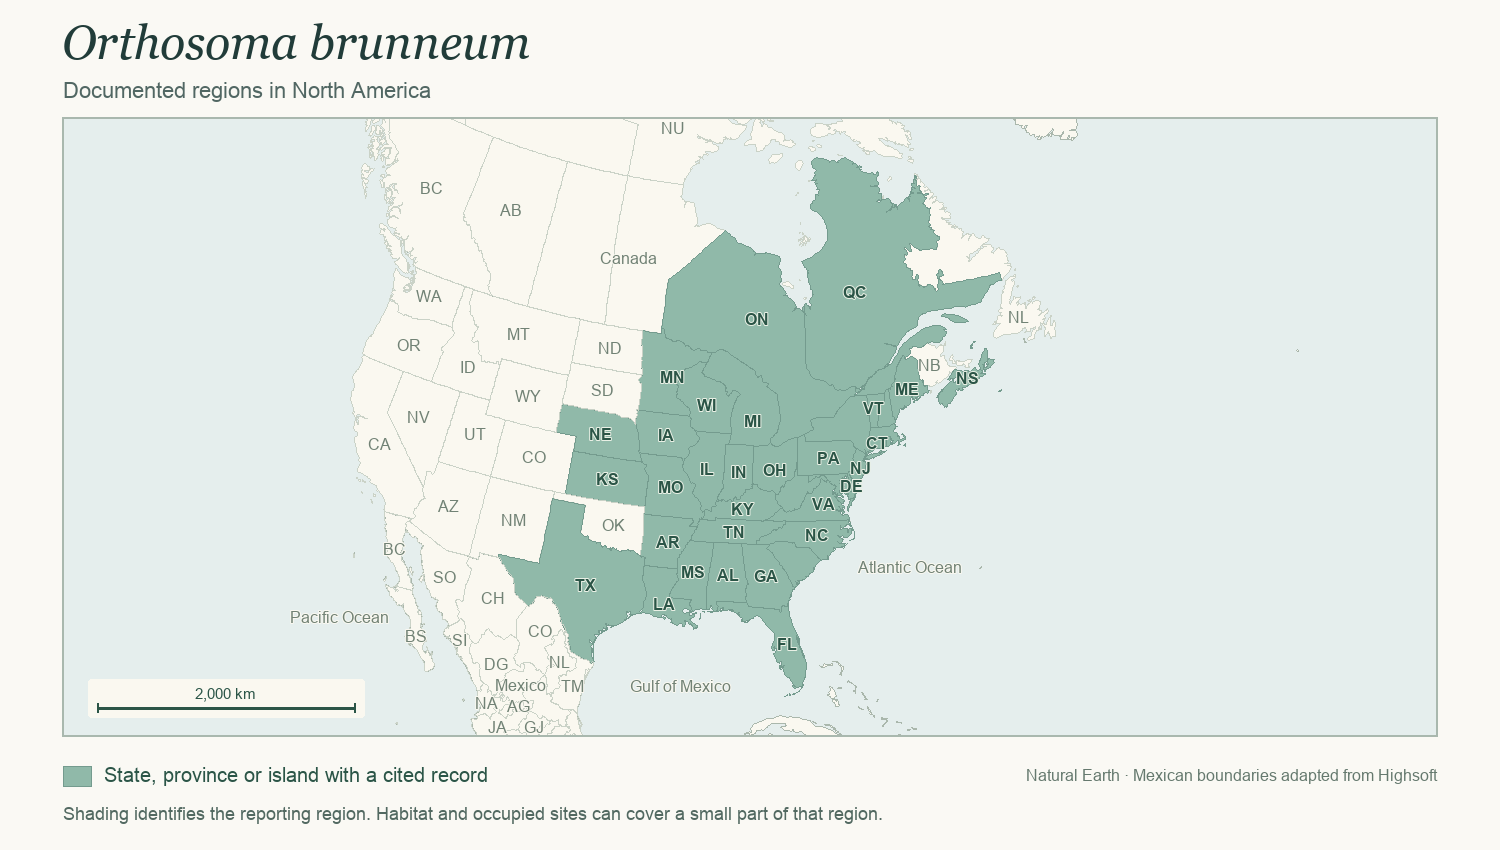 Orthosoma brunneum
Documented regions in North America
NU
BC
AB
Canada
QC
WA
ON
NL
MT
OR
ND
ID
NB
MN
NS
SD
ME
WY
WI
VT
NV
MI
UT
NE
IA
CA
CT
CO
PA
NJ
IL
IN
OH
KS
MO
DE
AZ
KY
VA
NM
OK
TN
NC
AR
BC
Atlantic Ocean
SO
MS
AL
GA
TX
CH
LA
Pacific Ocean
CO
BS
SI
FL
DG
NL
Mexico
TM
Gulf of Mexico
2,000 km
NA
AG
JA
GJ
State, province or island with a cited record
Natural Earth · Mexican boundaries adapted from Highsoft
Shading identifies the reporting region. Habitat and occupied sites can cover a small part of that region.